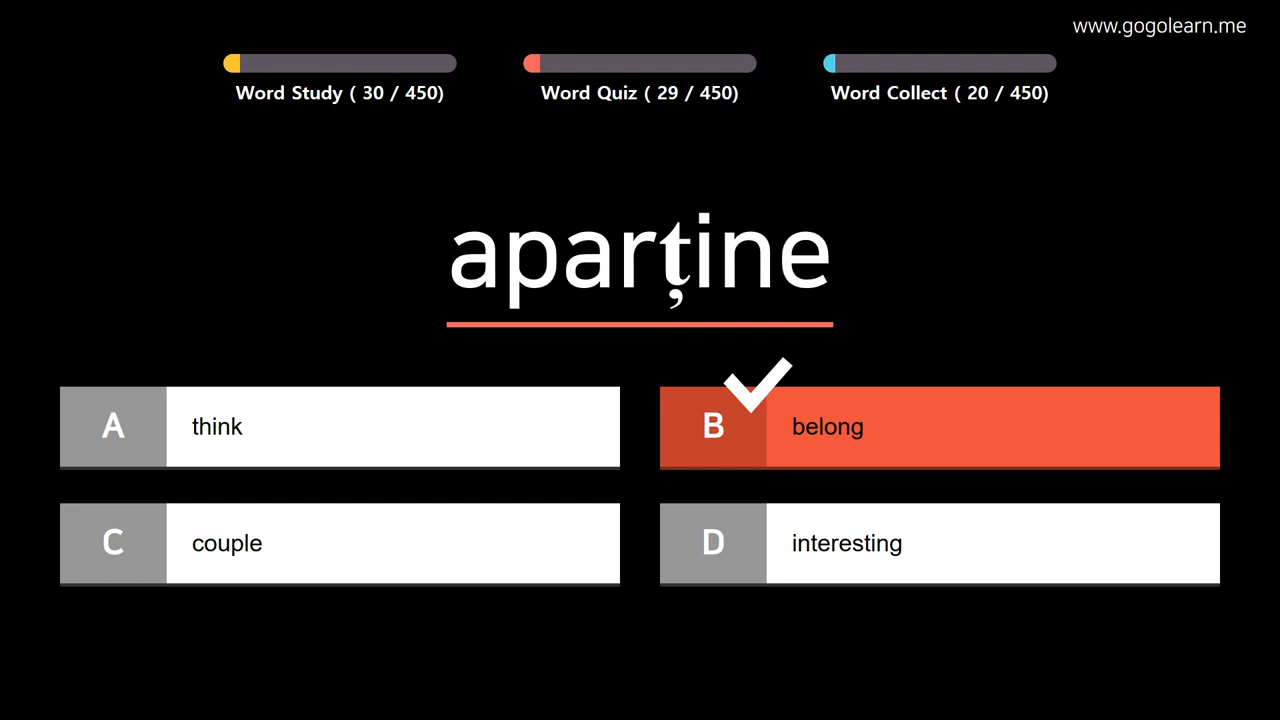 www.gogolearn.me
Word Study ( 30 / 450)
Word Quiz ( 29 / 450)
Word Collect ( 20 / 450)
aparține
A think
B belong
C couple
D interesting